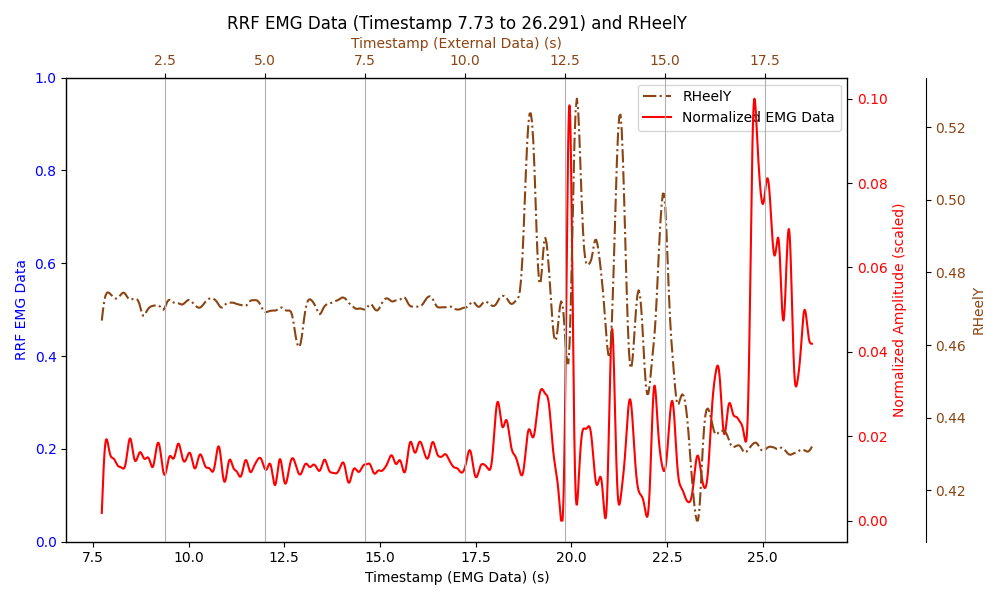 RRF EMG Data (Timestamp 7.73 to 26.291) and RHeelY
Timestamp (External Data) (s)
2.5 5.0 7.5 10.0 12.5 15.0 17.5
RHeelY
Normalized EMG Data
1.0
0.8
0.6
0.4
0.2
0.0
RRF EMG Data
0.10
0.08
0.06
0.04
0.02
0.00
Normalized Amplitude (scaled)
0.52
0.50
0.48
0.46
0.44
0.42
RHeelY
7.5 10.0 12.5 15.0 17.5 20.0 22.5 25.0
Timestamp (EMG Data) (s)